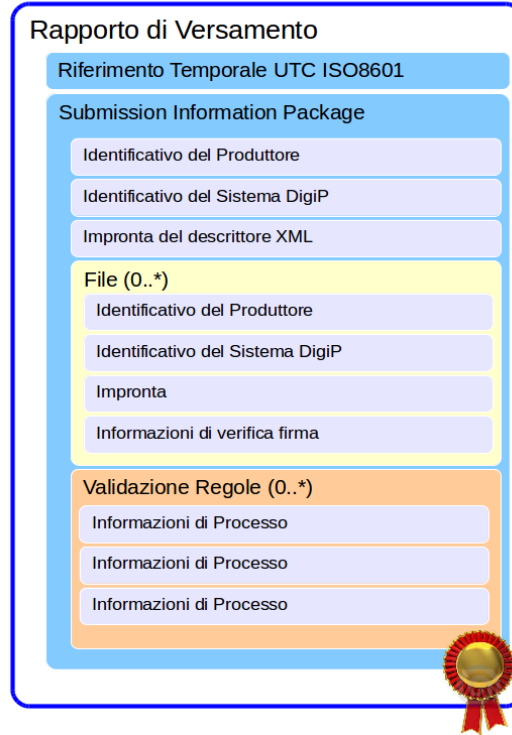 Rapporto di Versamento
Riferimento Temporale UTC ISO8601
Submission Information Package
Identificativo del Produttore
Identificativo del Sistema DigiP
Impronta del descrittore XML
File (0..*)
Identificativo del Produttore
Identificativo del Sistema DigiP
Impronta
Informazioni di verifica firma
Validazione Regole (0..*)
Informazioni di Processo
Informazioni di Processo
Informazioni di Processo